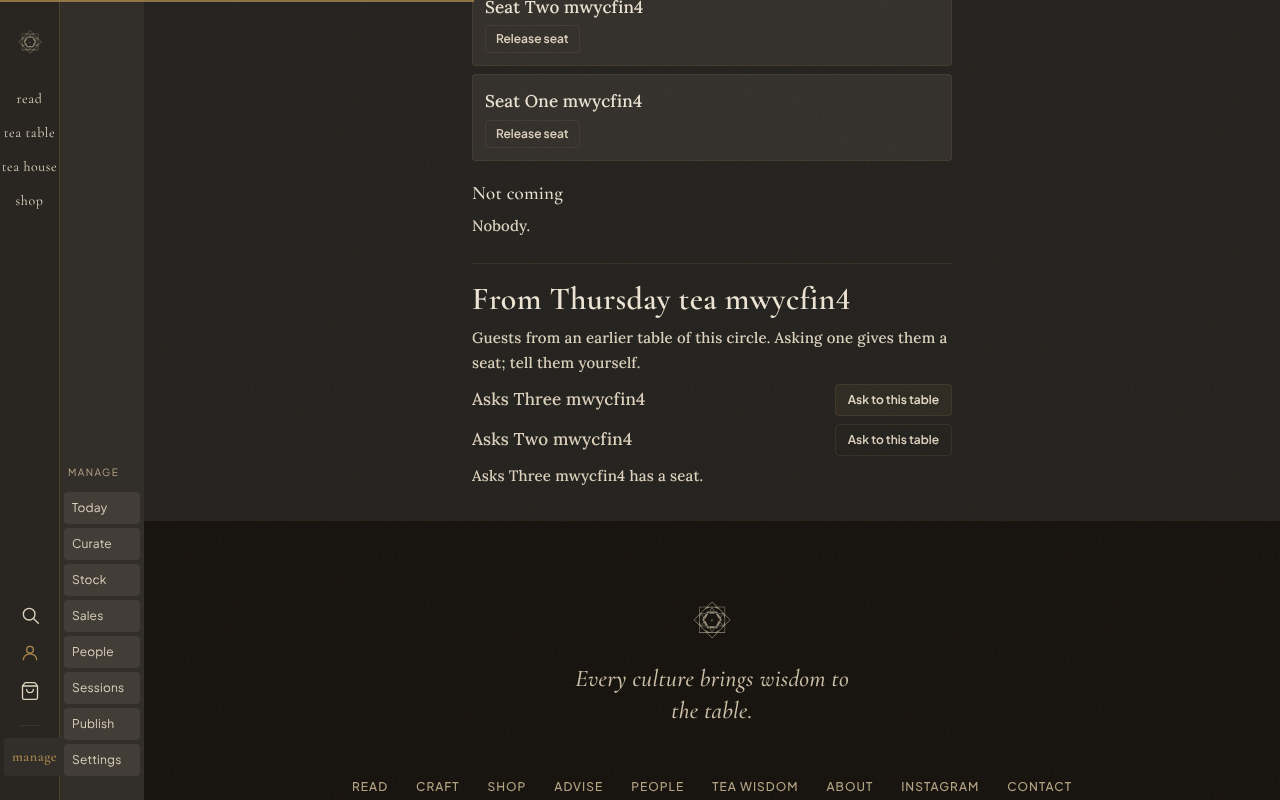 Seat Two mwycfin4
Release seat
Seat One mwycfin4
Release seat
Not coming
Nobody.
From Thursday tea mwycfin4
Guests from an earlier table of this circle. Asking one gives them a
seat; tell them yourself.
Asks Three mwycfin4
Ask to this table
Asks Two mwycfin4
Ask to this table
Asks Three mwycfin4 has a seat.
read
tea table
tea house
shop
manage
MANAGE
Today
Curate
Stock
Sales
People
Sessions
Publish
Settings
Every culture brings wisdom to
the table.
READ CRAFT SHOP ADVISE PEOPLE TEA WISDOM ABOUT INSTAGRAM CONTACT